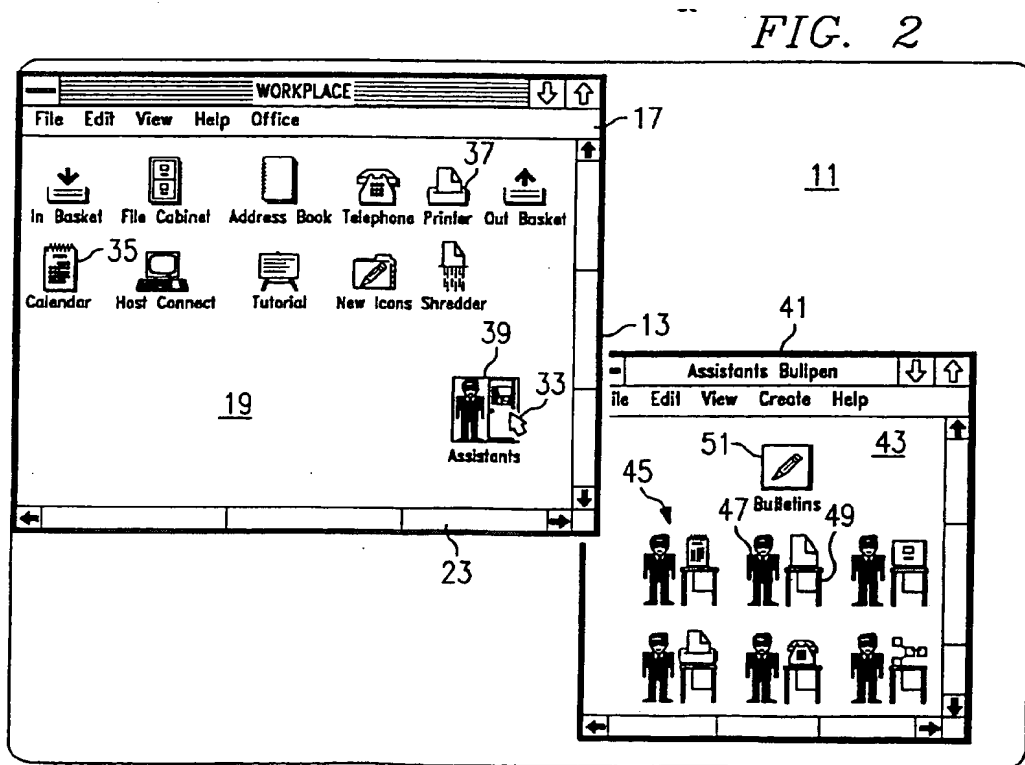 FIG. 2
WORKPLACE
File Edit View Help Office
17
11
37
In Basket File Cabinet Address Book Telephone Printer Out Basket
35
Calendar Host Connect Tutorial New Icons Shredder
13
41
39
33
19
Assistants
23
Assistants Bullpen
ile Edit View Create Help
43
51
Bulletins
45
47
49